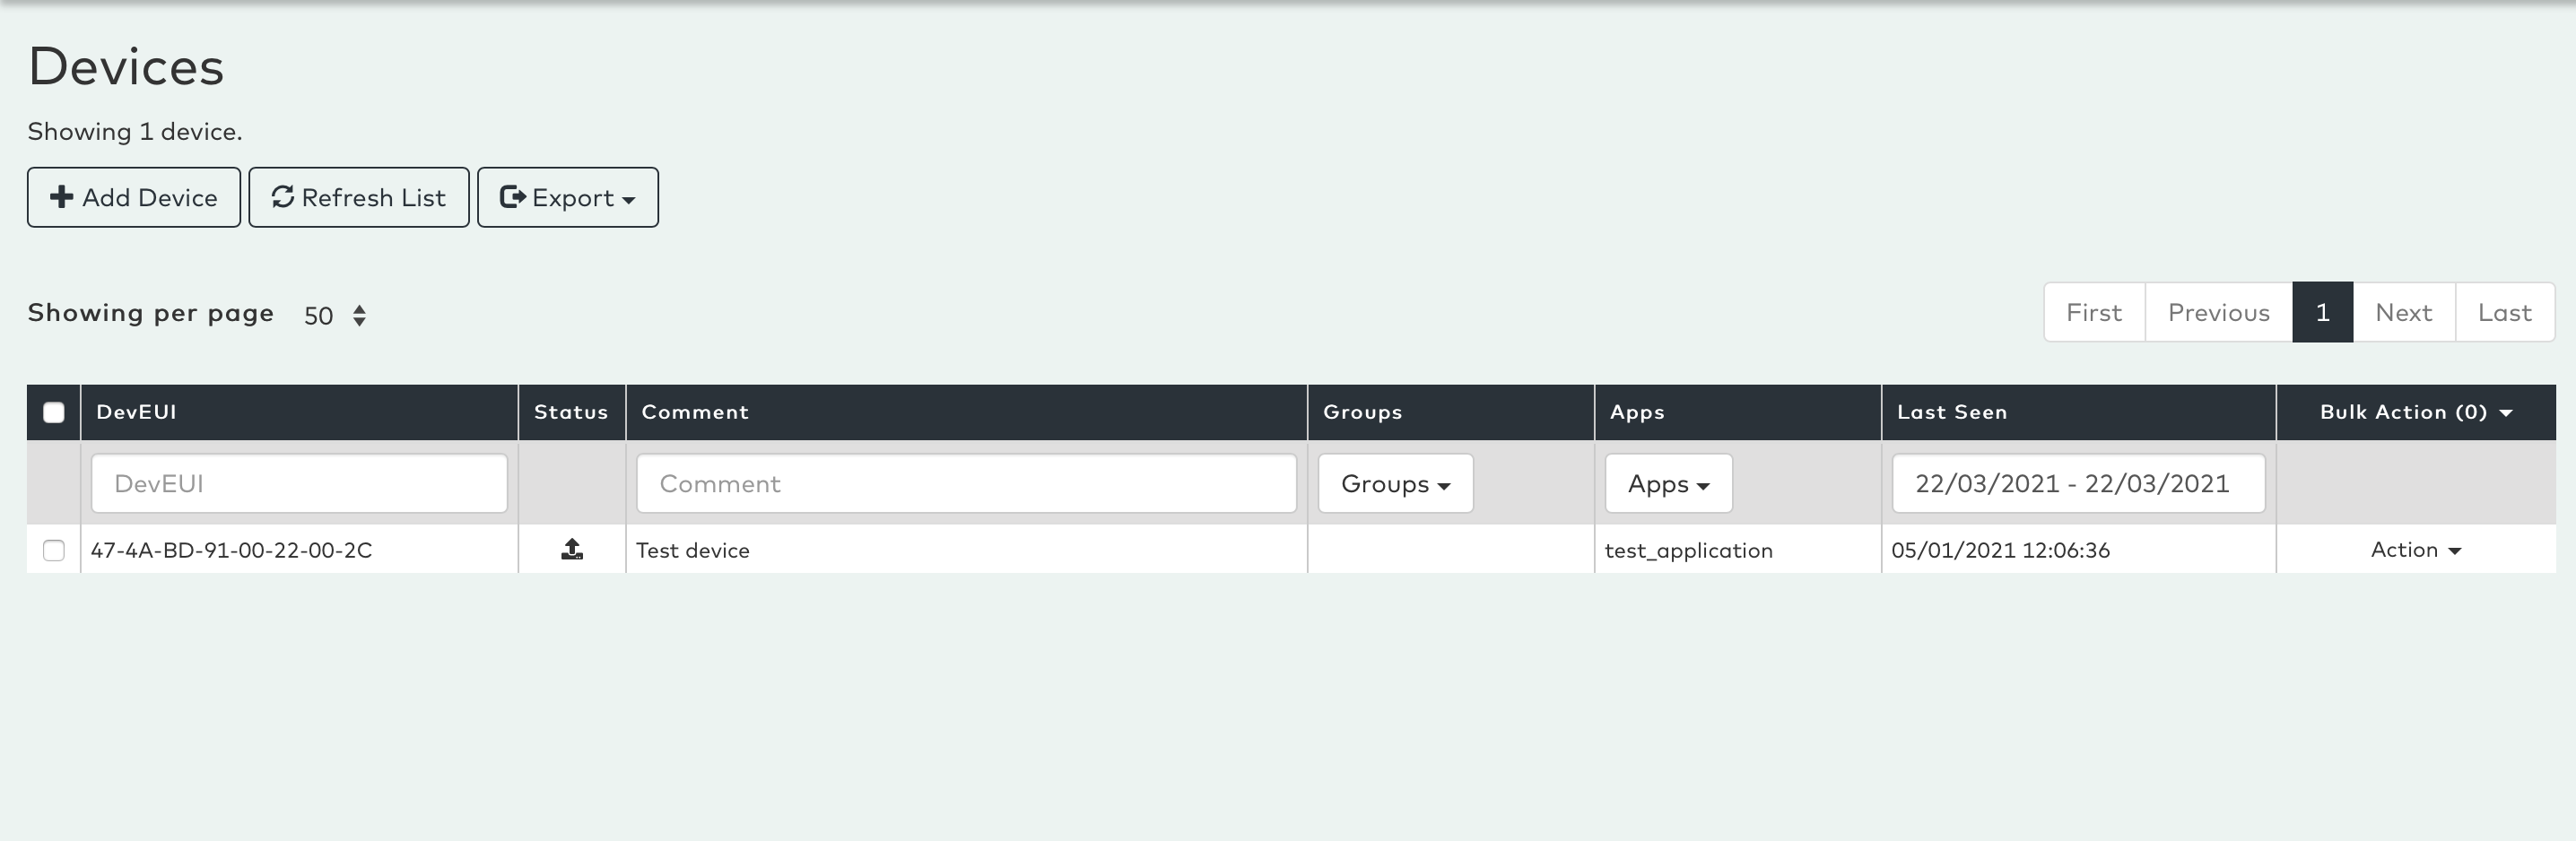 Devices
Showing 1 device.
Add Device Refresh List Export
Showing per page 50
First Previous 1 Next Last
DevEUI Status Comment Groups Apps Last Seen Bulk Action (0)
DevEUI Comment Groups Apps 22/03/2021 - 22/03/2021
47-4A-BD-91-00-22-00-2C Test device test_application 05/01/2021 12:06:36 Action